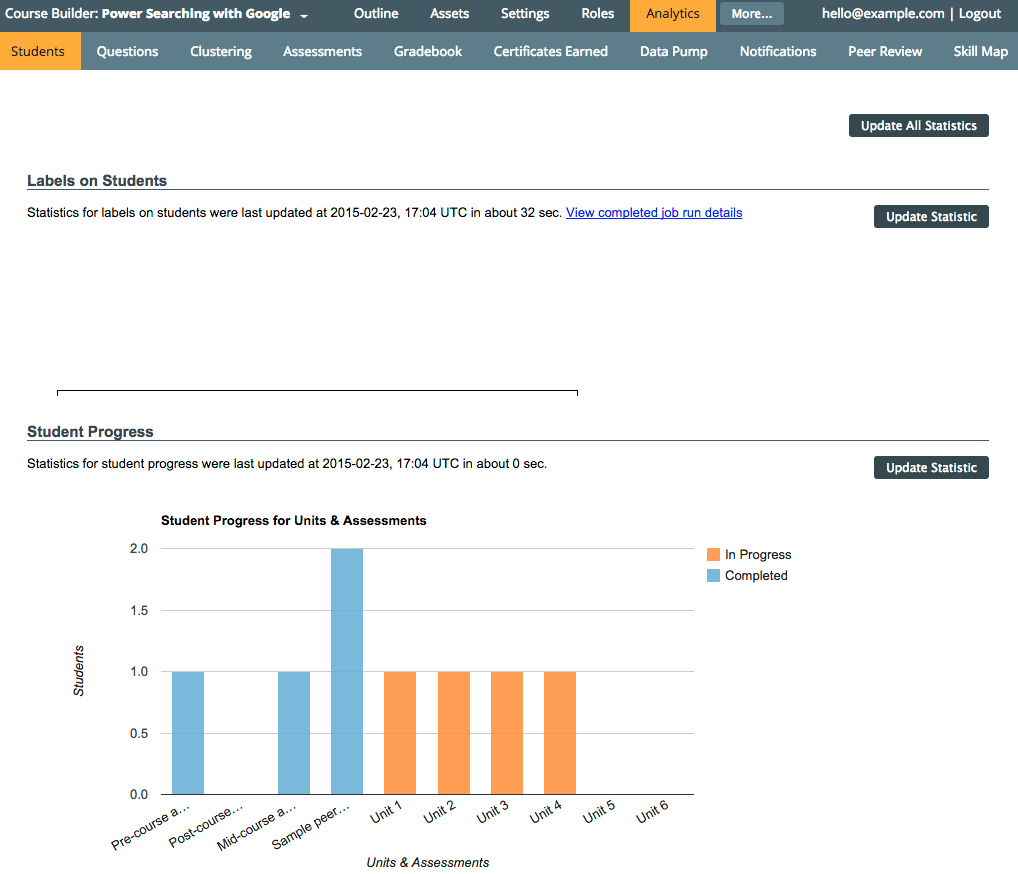 Course Builder: Power Searching with Google Outline Assets Settings Roles Analytics More... hello@example.com | Logout
Students Questions Clustering Assessments Gradebook Certificates Earned Data Pump Notifications Peer Review Skill Map
Update All Statistics
Labels on Students
Statistics for labels on students were last updated at 2015-02-23, 17:04 UTC in about 32 sec. View completed job run details
Update Statistic
Student Progress
Statistics for student progress were last updated at 2015-02-23, 17:04 UTC in about 0 sec.
Update Statistic
Student Progress for Units & Assessments
2.0
1.5
1.0
0.5
0.0
Students
In Progress
Completed
Pre-course a...
Post-course...
Mid-course a...
Sample peer...
Unit 1
Unit 2
Unit 3
Unit 4
Unit 5
Unit 6
Units & Assessments